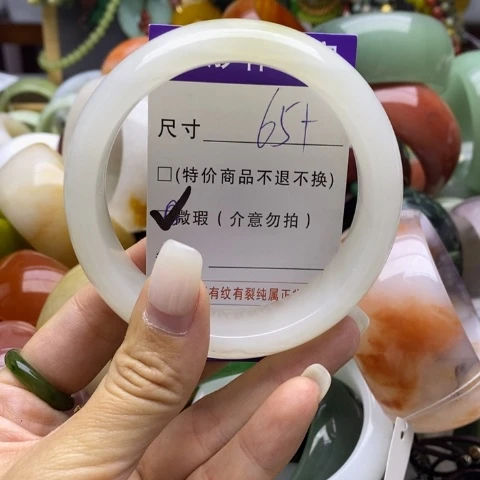 尺寸 65+
□(特价商品不退不换)
微瑕(介意勿拍)
有纹有裂纯属正